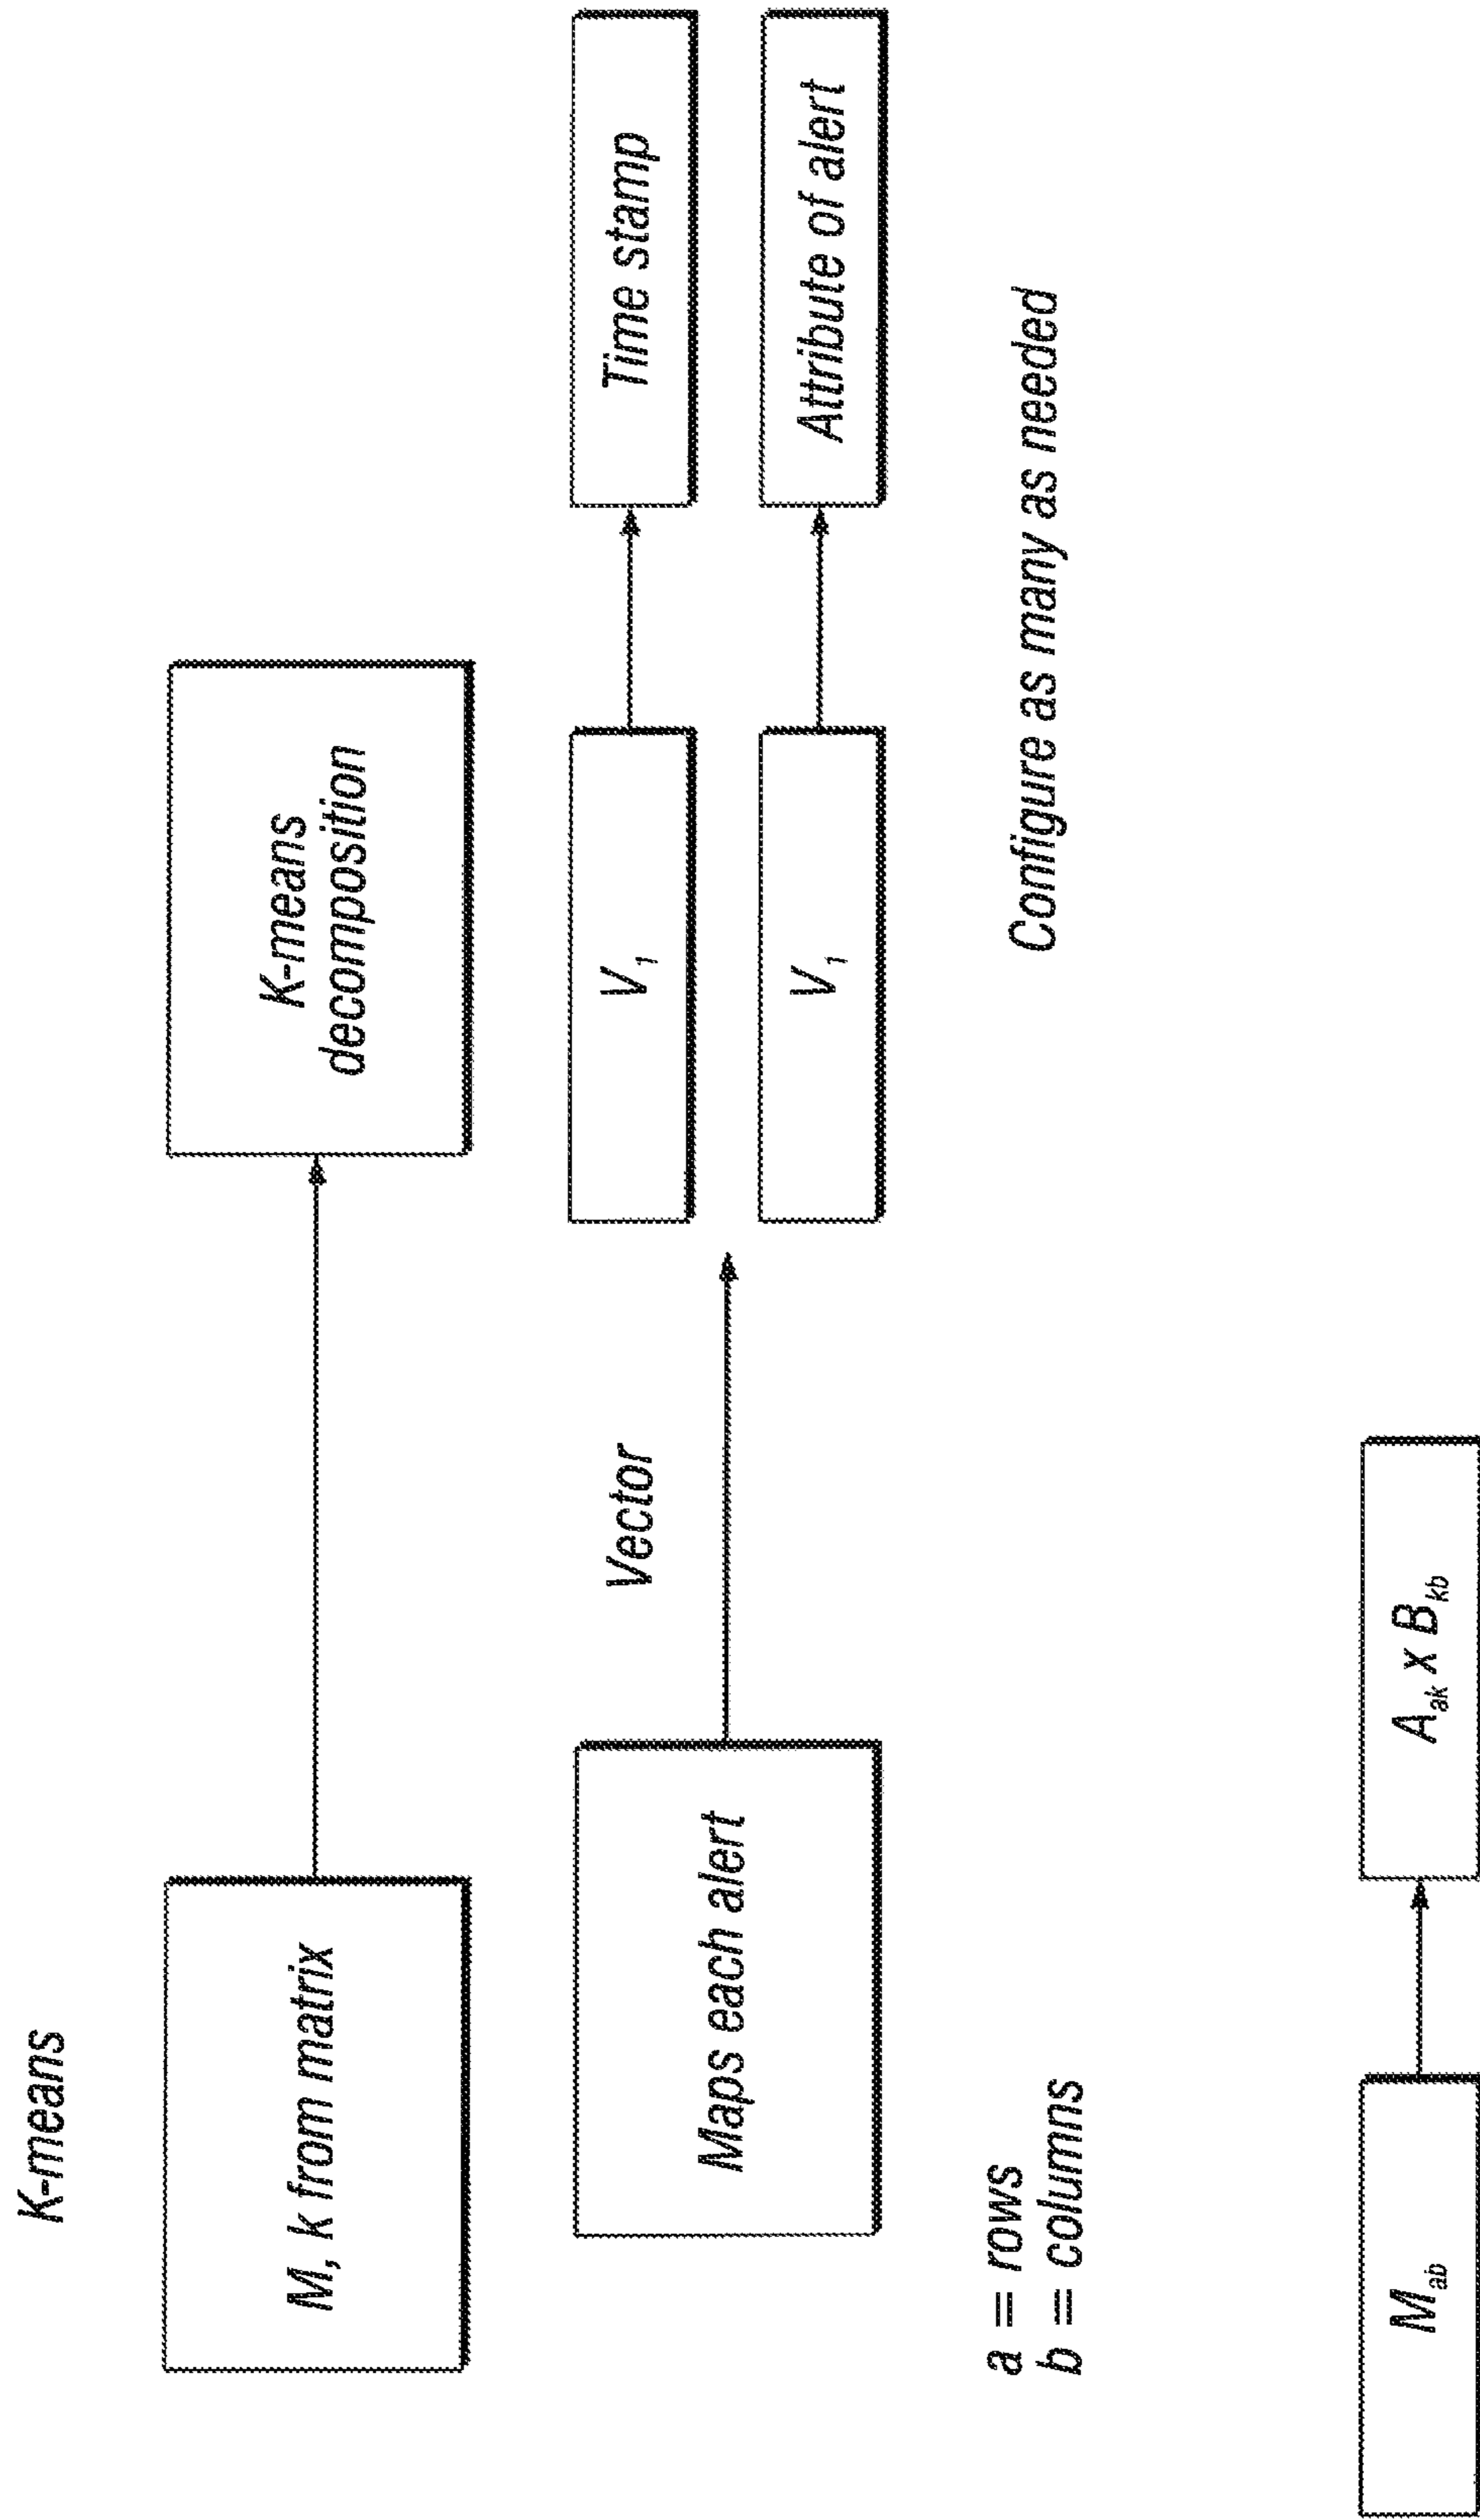 K-means
M, k from matrix
K-means
decomposition
Maps each alert
Vector
V₁
Time stamp
V₁
Attribute of alert
Configure as many as needed
a = rows
b = columns
Mab
Aak x Bkb